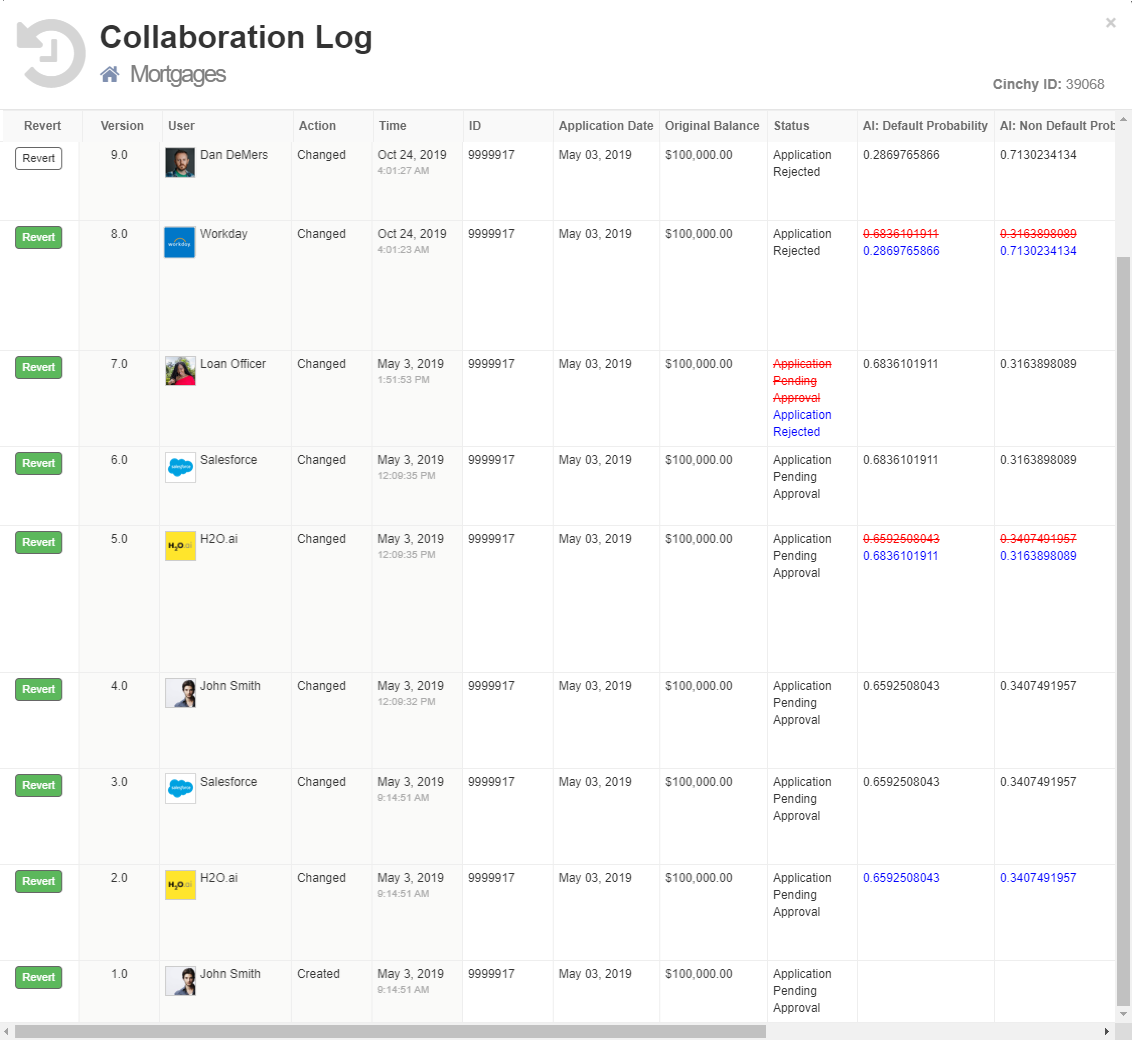 Collaboration Log
×
Mortgages
Cinchy ID: 39068
Revert Version User Action Time ID Application Date Original Balance Status AI: Default Probability AI: Non Default Prob
Revert 9.0 Dan DeMers Changed Oct 24, 2019 9999917 May 03, 2019 $100,000.00 Application 0.2869765866 0.7130234134
4:01:27 AM Rejected
Revert 8.0 workday Workday Changed Oct 24, 2019 9999917 May 03, 2019 $100,000.00 Application 0.6836101911 0.3163898089
4:01:23 AM Rejected 0.2869765866 0.7130234134
Revert 7.0 Loan Officer Changed May 3, 2019 9999917 May 03, 2019 $100,000.00 Application 0.6836101911 0.3163898089
1:51:53 PM Pending
Approval
Application
Rejected
Revert 6.0 salesforce Salesforce Changed May 3, 2019 9999917 May 03, 2019 $100,000.00 Application 0.6836101911 0.3163898089
12:09:35 PM Pending
Approval
Revert 5.0 H2O.ai H2O.ai Changed May 3, 2019 9999917 May 03, 2019 $100,000.00 Application 0.6592508043 0.3407491957
12:09:35 PM Pending 0.6836101911 0.3163898089
Approval
Revert 4.0 John Smith Changed May 3, 2019 9999917 May 03, 2019 $100,000.00 Application 0.6592508043 0.3407491957
12:09:32 PM Pending
Approval
Revert 3.0 salesforce Salesforce Changed May 3, 2019 9999917 May 03, 2019 $100,000.00 Application 0.6592508043 0.3407491957
9:14:51 AM Pending
Approval
Revert 2.0 H2O.ai H2O.ai Changed May 3, 2019 9999917 May 03, 2019 $100,000.00 Application 0.6592508043 0.3407491957
9:14:51 AM Pending
Approval
Revert 1.0 John Smith Created May 3, 2019 9999917 May 03, 2019 $100,000.00 Application
9:14:51 AM Pending
Approval